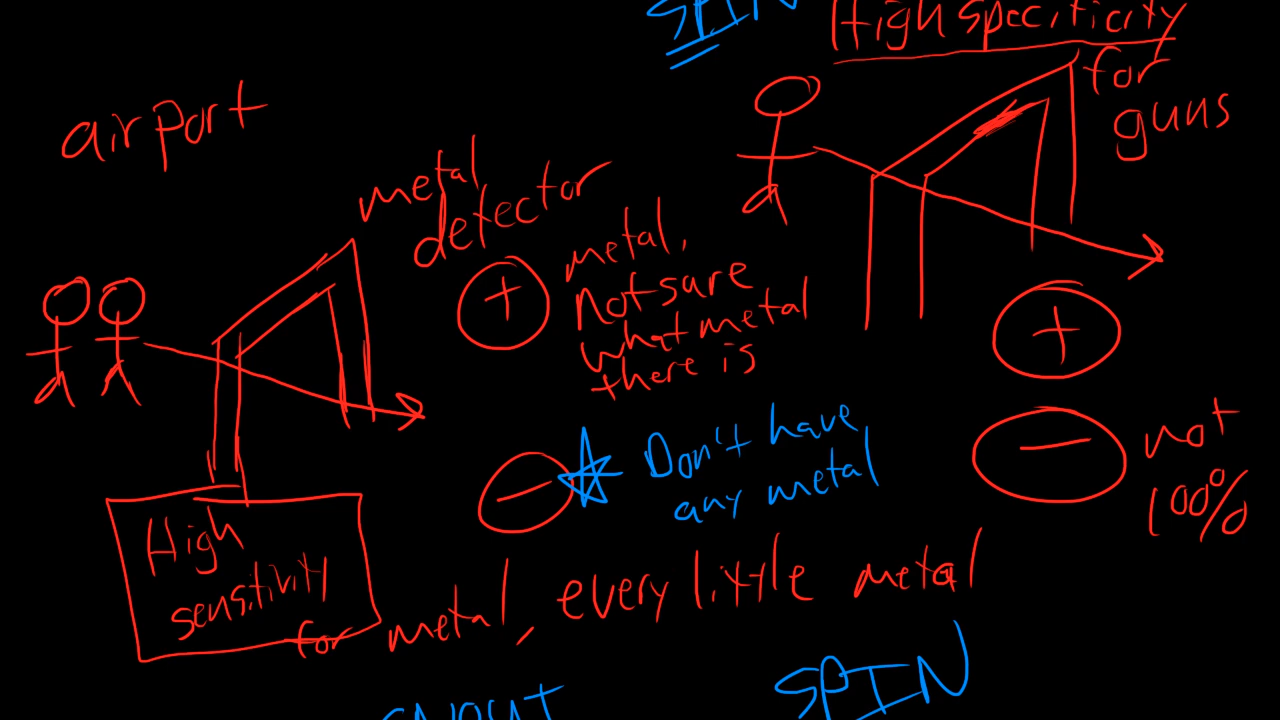 SPIN
High specificity
for
guns
airport
metal
detector
+
metal,
Not sure
what metal
there is
+
-
Don't have
any metal
-
not
100%
High
sensitivity
for metal, every little metal
SPIN
SNOUT